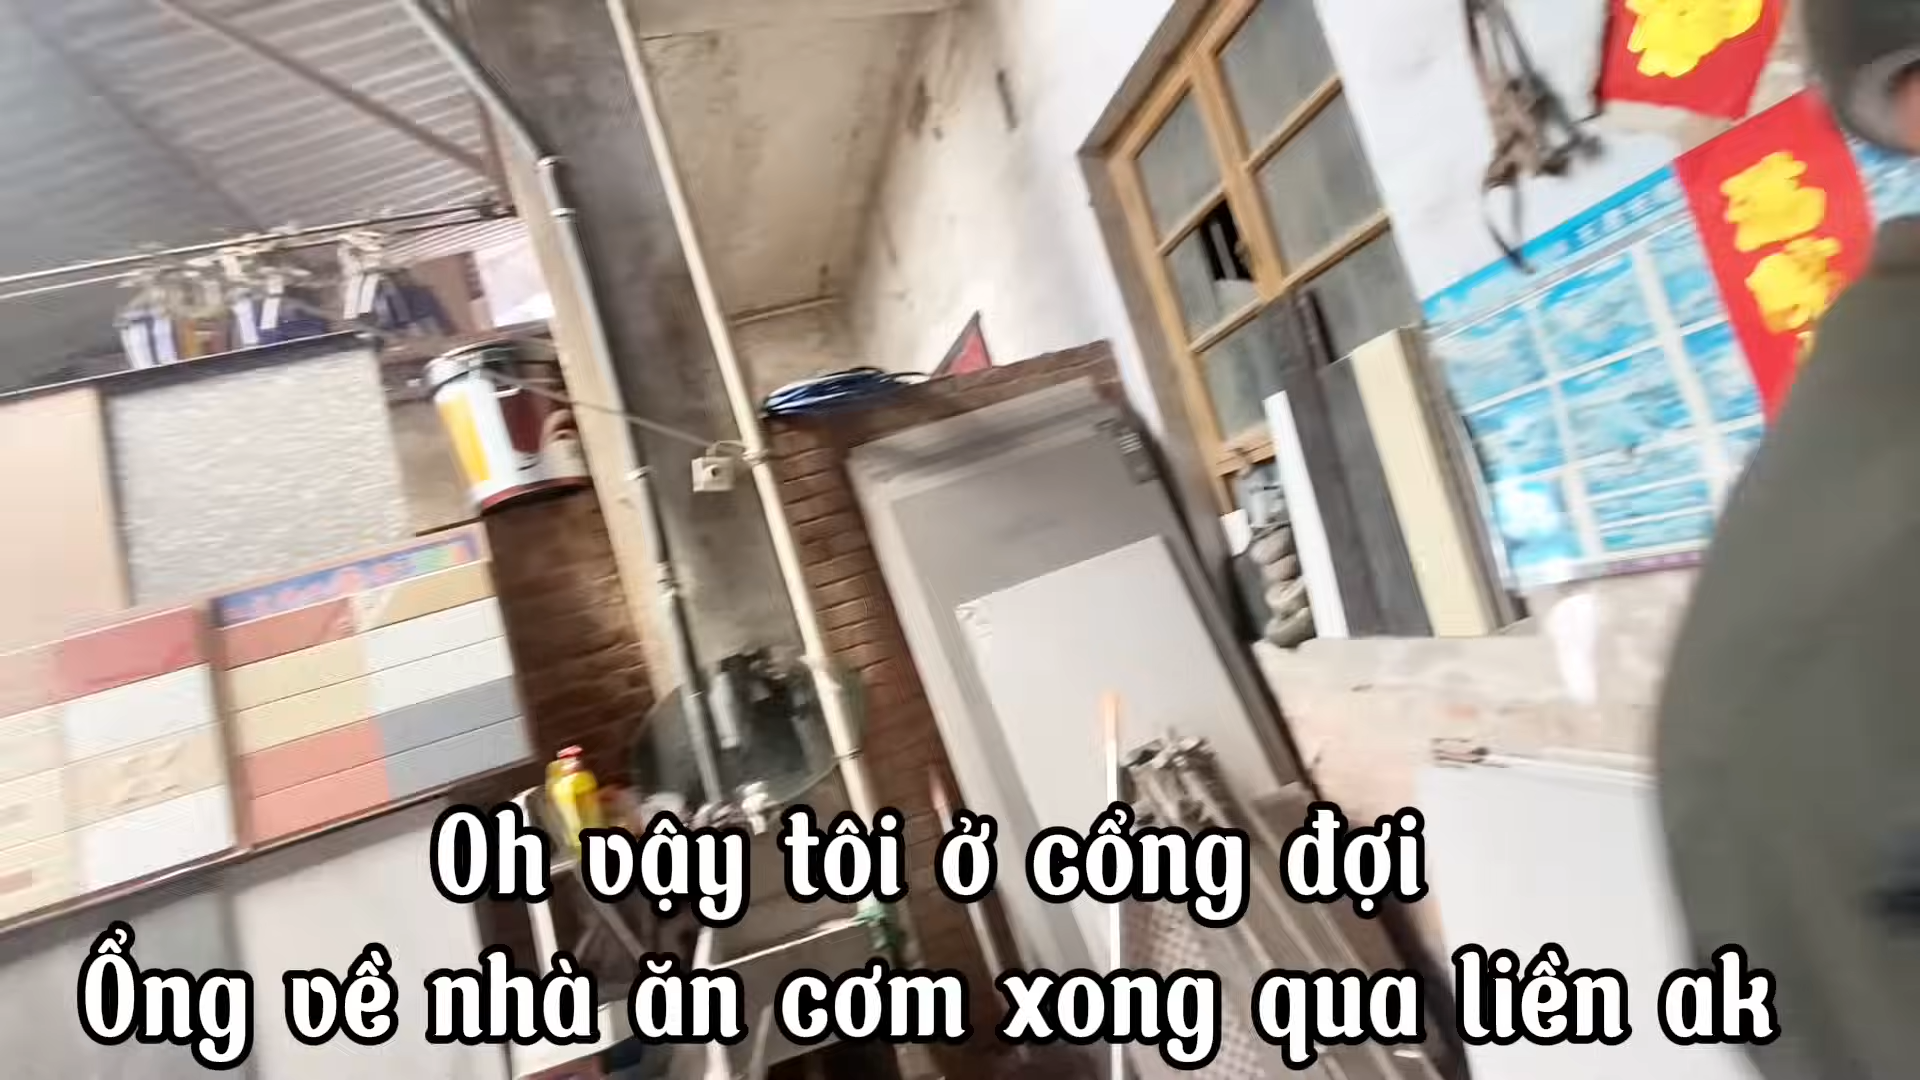 Oh vậy tôi ở cổng đợi
Ổng về nhà ăn cơm xong qua liền ak